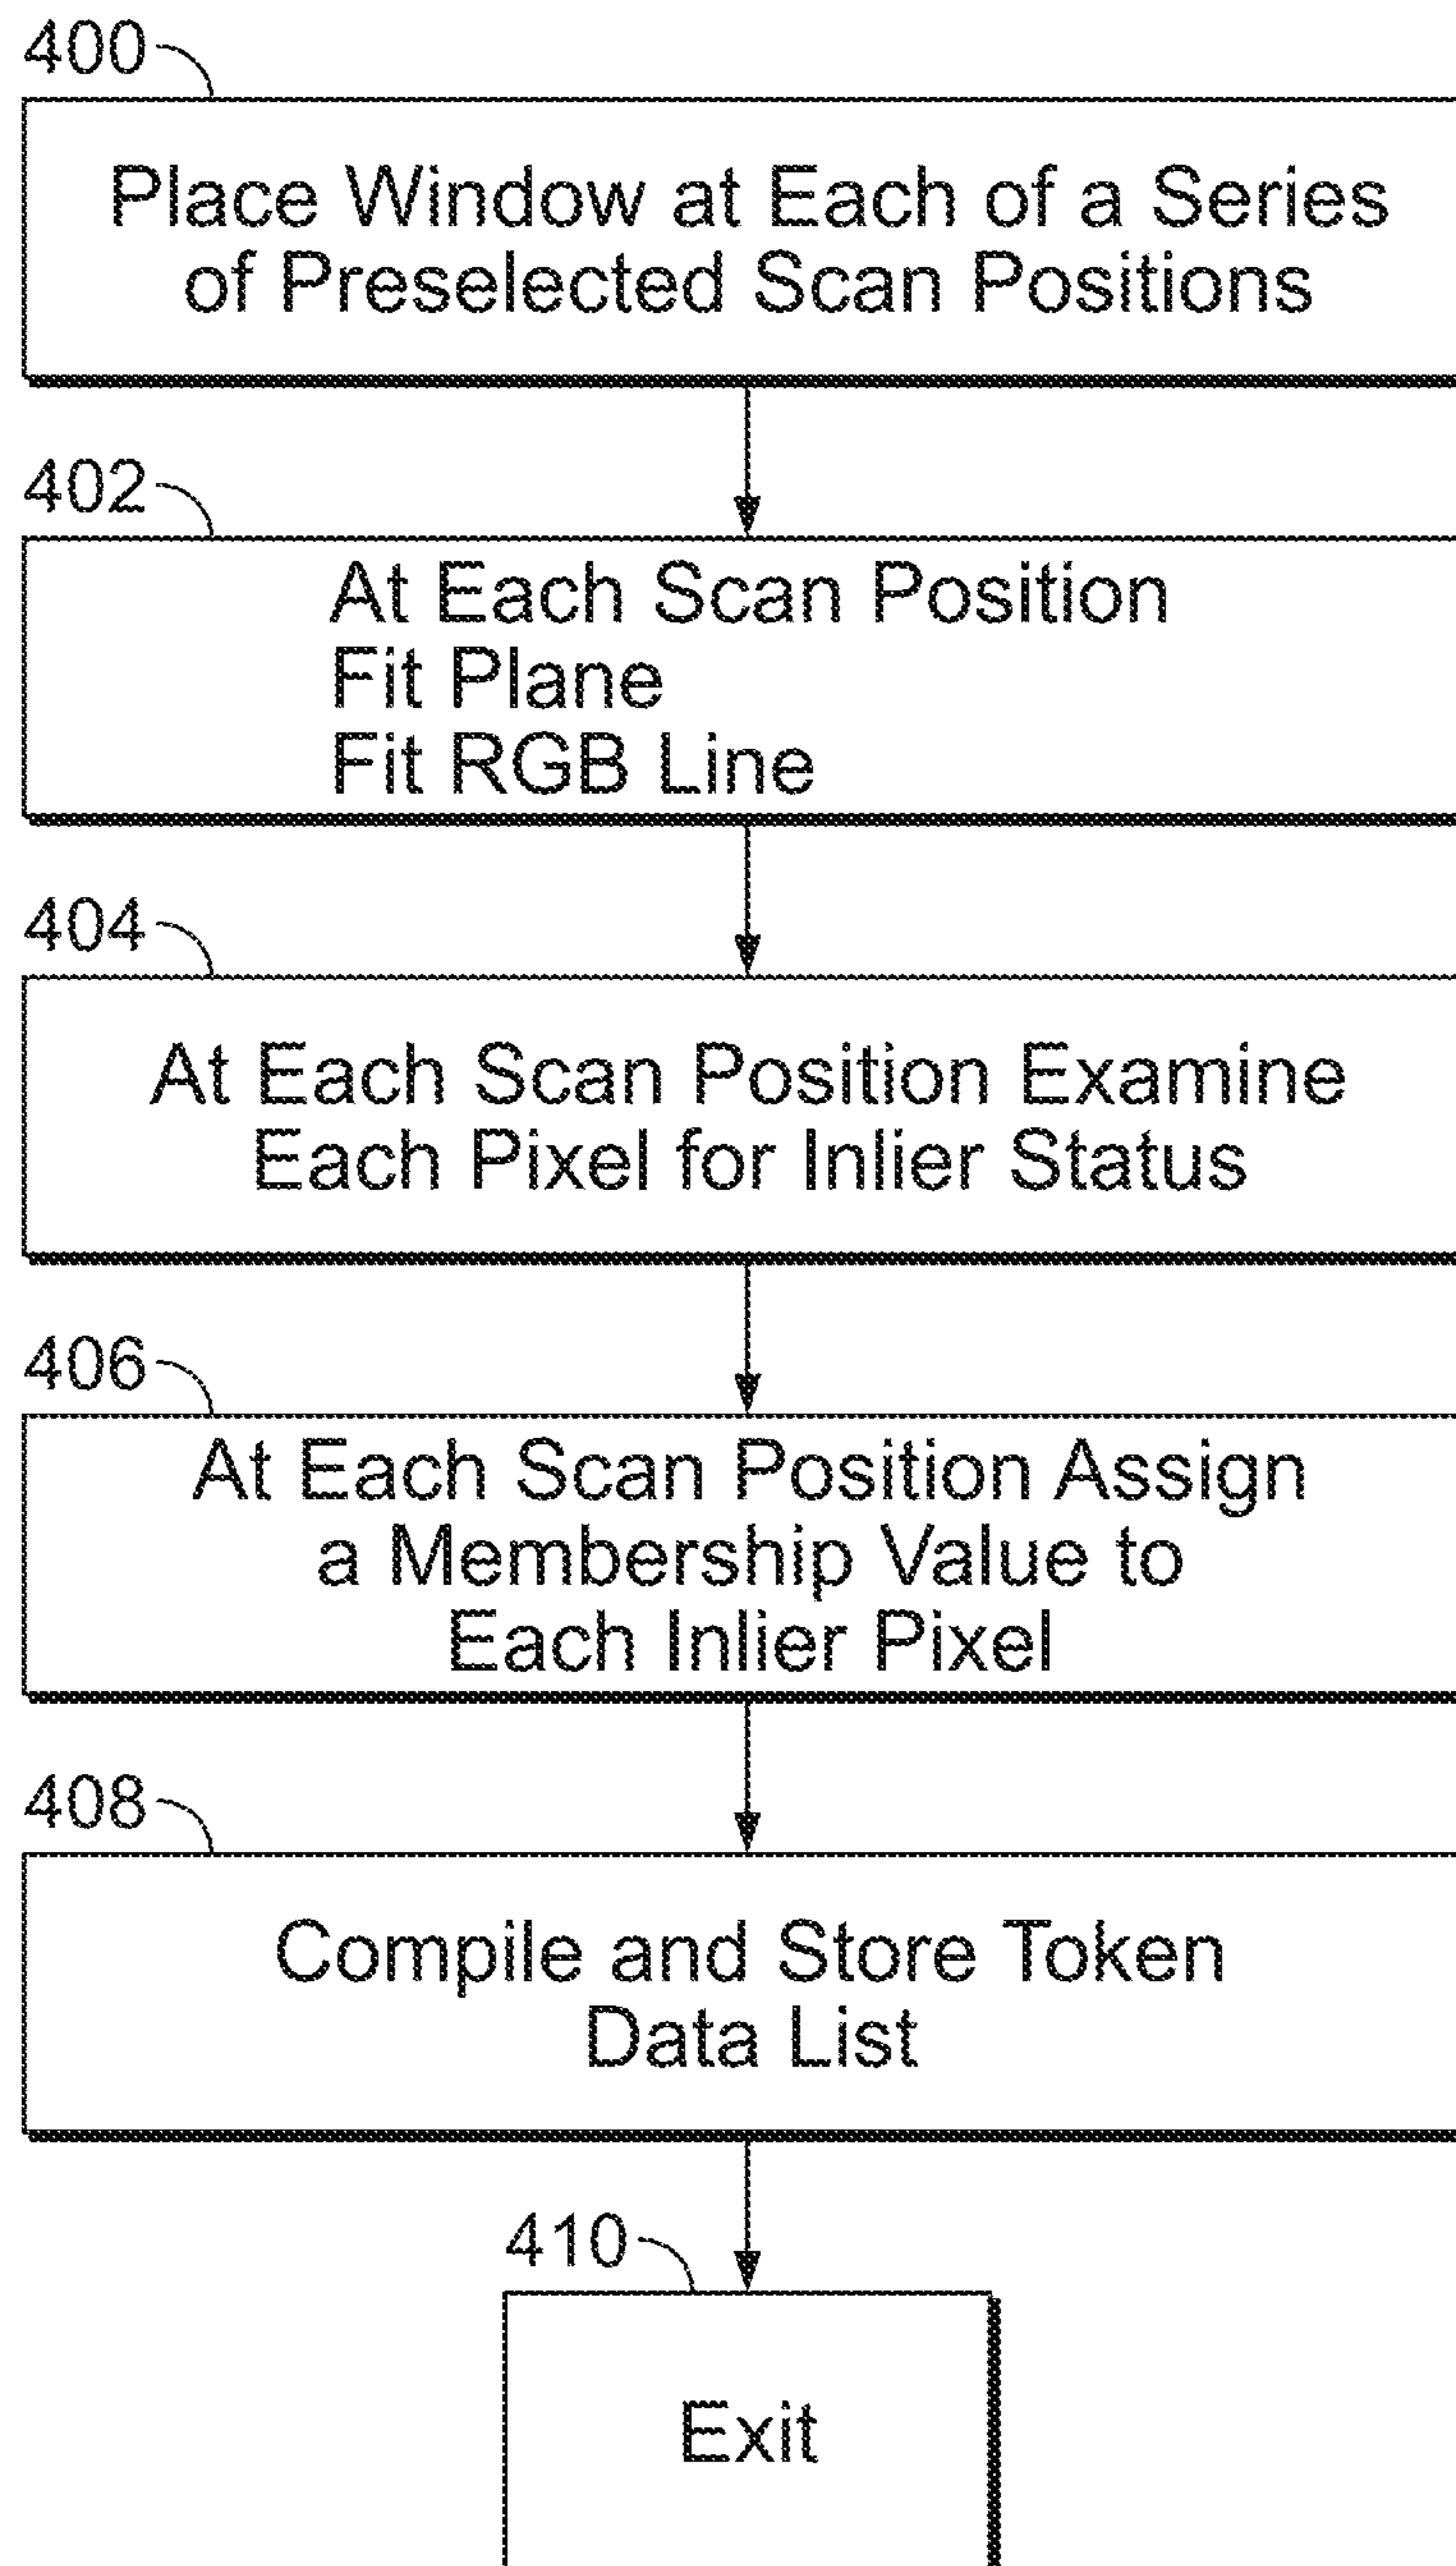 400
Place Window at Each of a Series
of Preselected Scan Positions
402
At Each Scan Position
Fit Plane
Fit RGB Line
404
At Each Scan Position Examine
Each Pixel for Inlier Status
406
At Each Scan Position Assign
a Membership Value to
Each Inlier Pixel
408
Compile and Store Token
Data List
410
Exit